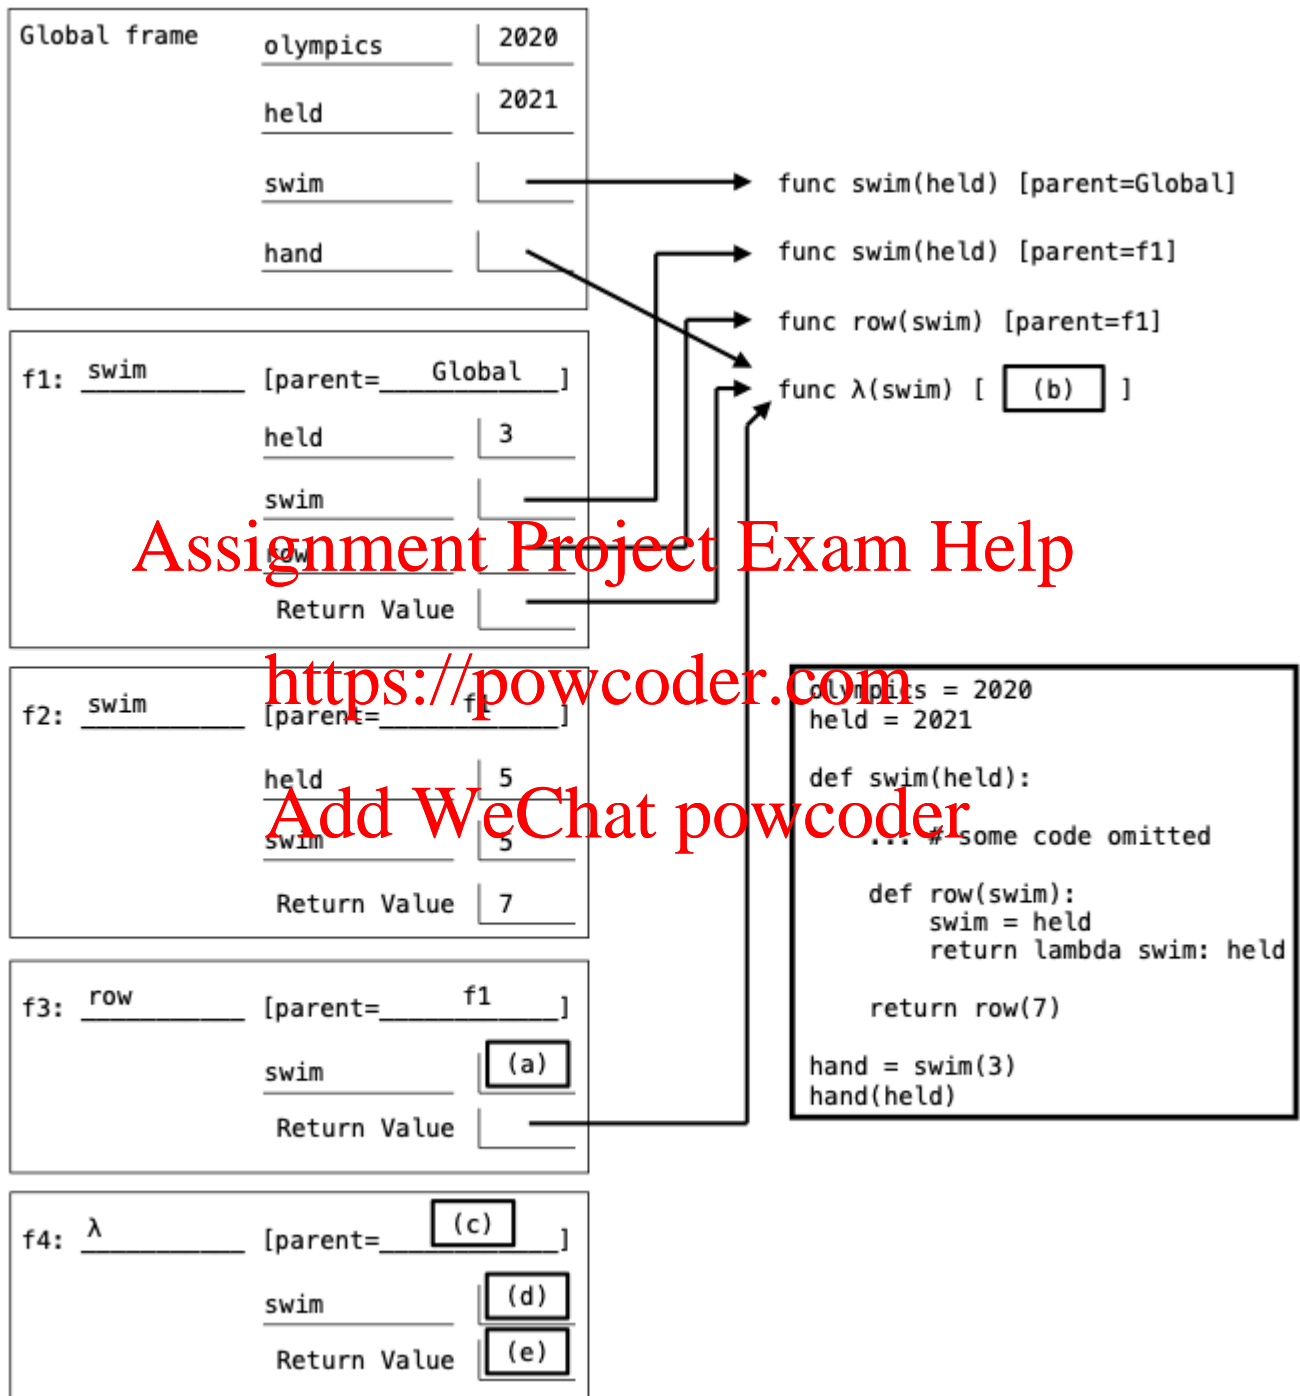 Global frame
olympics 2020
held 2021
swim
hand
func swim(held) [parent=Global]
func swim(held) [parent=f1]
func row(swim) [parent=f1]
func λ(swim) [ (b) ]
f1: swim [parent=Global]
held 3
swim
row
Return Value
Assignment Project Exam Help
https://powcoder.com
Add WeChat powcoder
f2: swim [parent=f1]
held 5
swim 5
Return Value 7
f3: row [parent=f1]
swim (a)
Return Value
f4: λ [parent=(c)]
swim (d)
Return Value (e)
olympics = 2020
held = 2021
def swim(held):
... # some code omitted
def row(swim):
swim = held
return lambda swim: held
return row(7)
hand = swim(3)
hand(held)